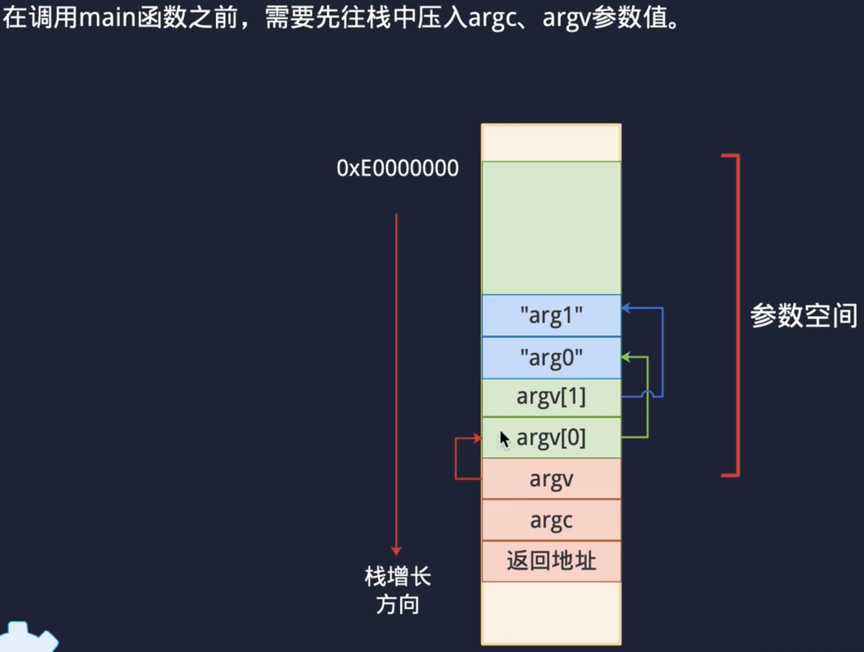 在调用main函数之前，需要先往栈中压入argc、argv参数值。
0xE0000000
"arg1"
参数空间
"arg0"
argv[1]
argv[0]
argv
argc
返回地址
栈增长
方向